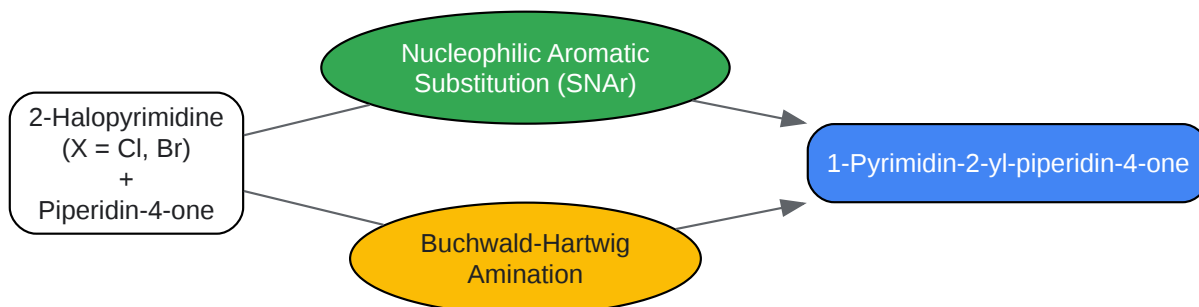 2-Halopyrimidine
(X = Cl, Br)
+
Piperidin-4-one
Nucleophilic Aromatic
Substitution (SNAr)
Buchwald-Hartwig
Amination
1-Pyrimidin-2-yl-piperidin-4-one